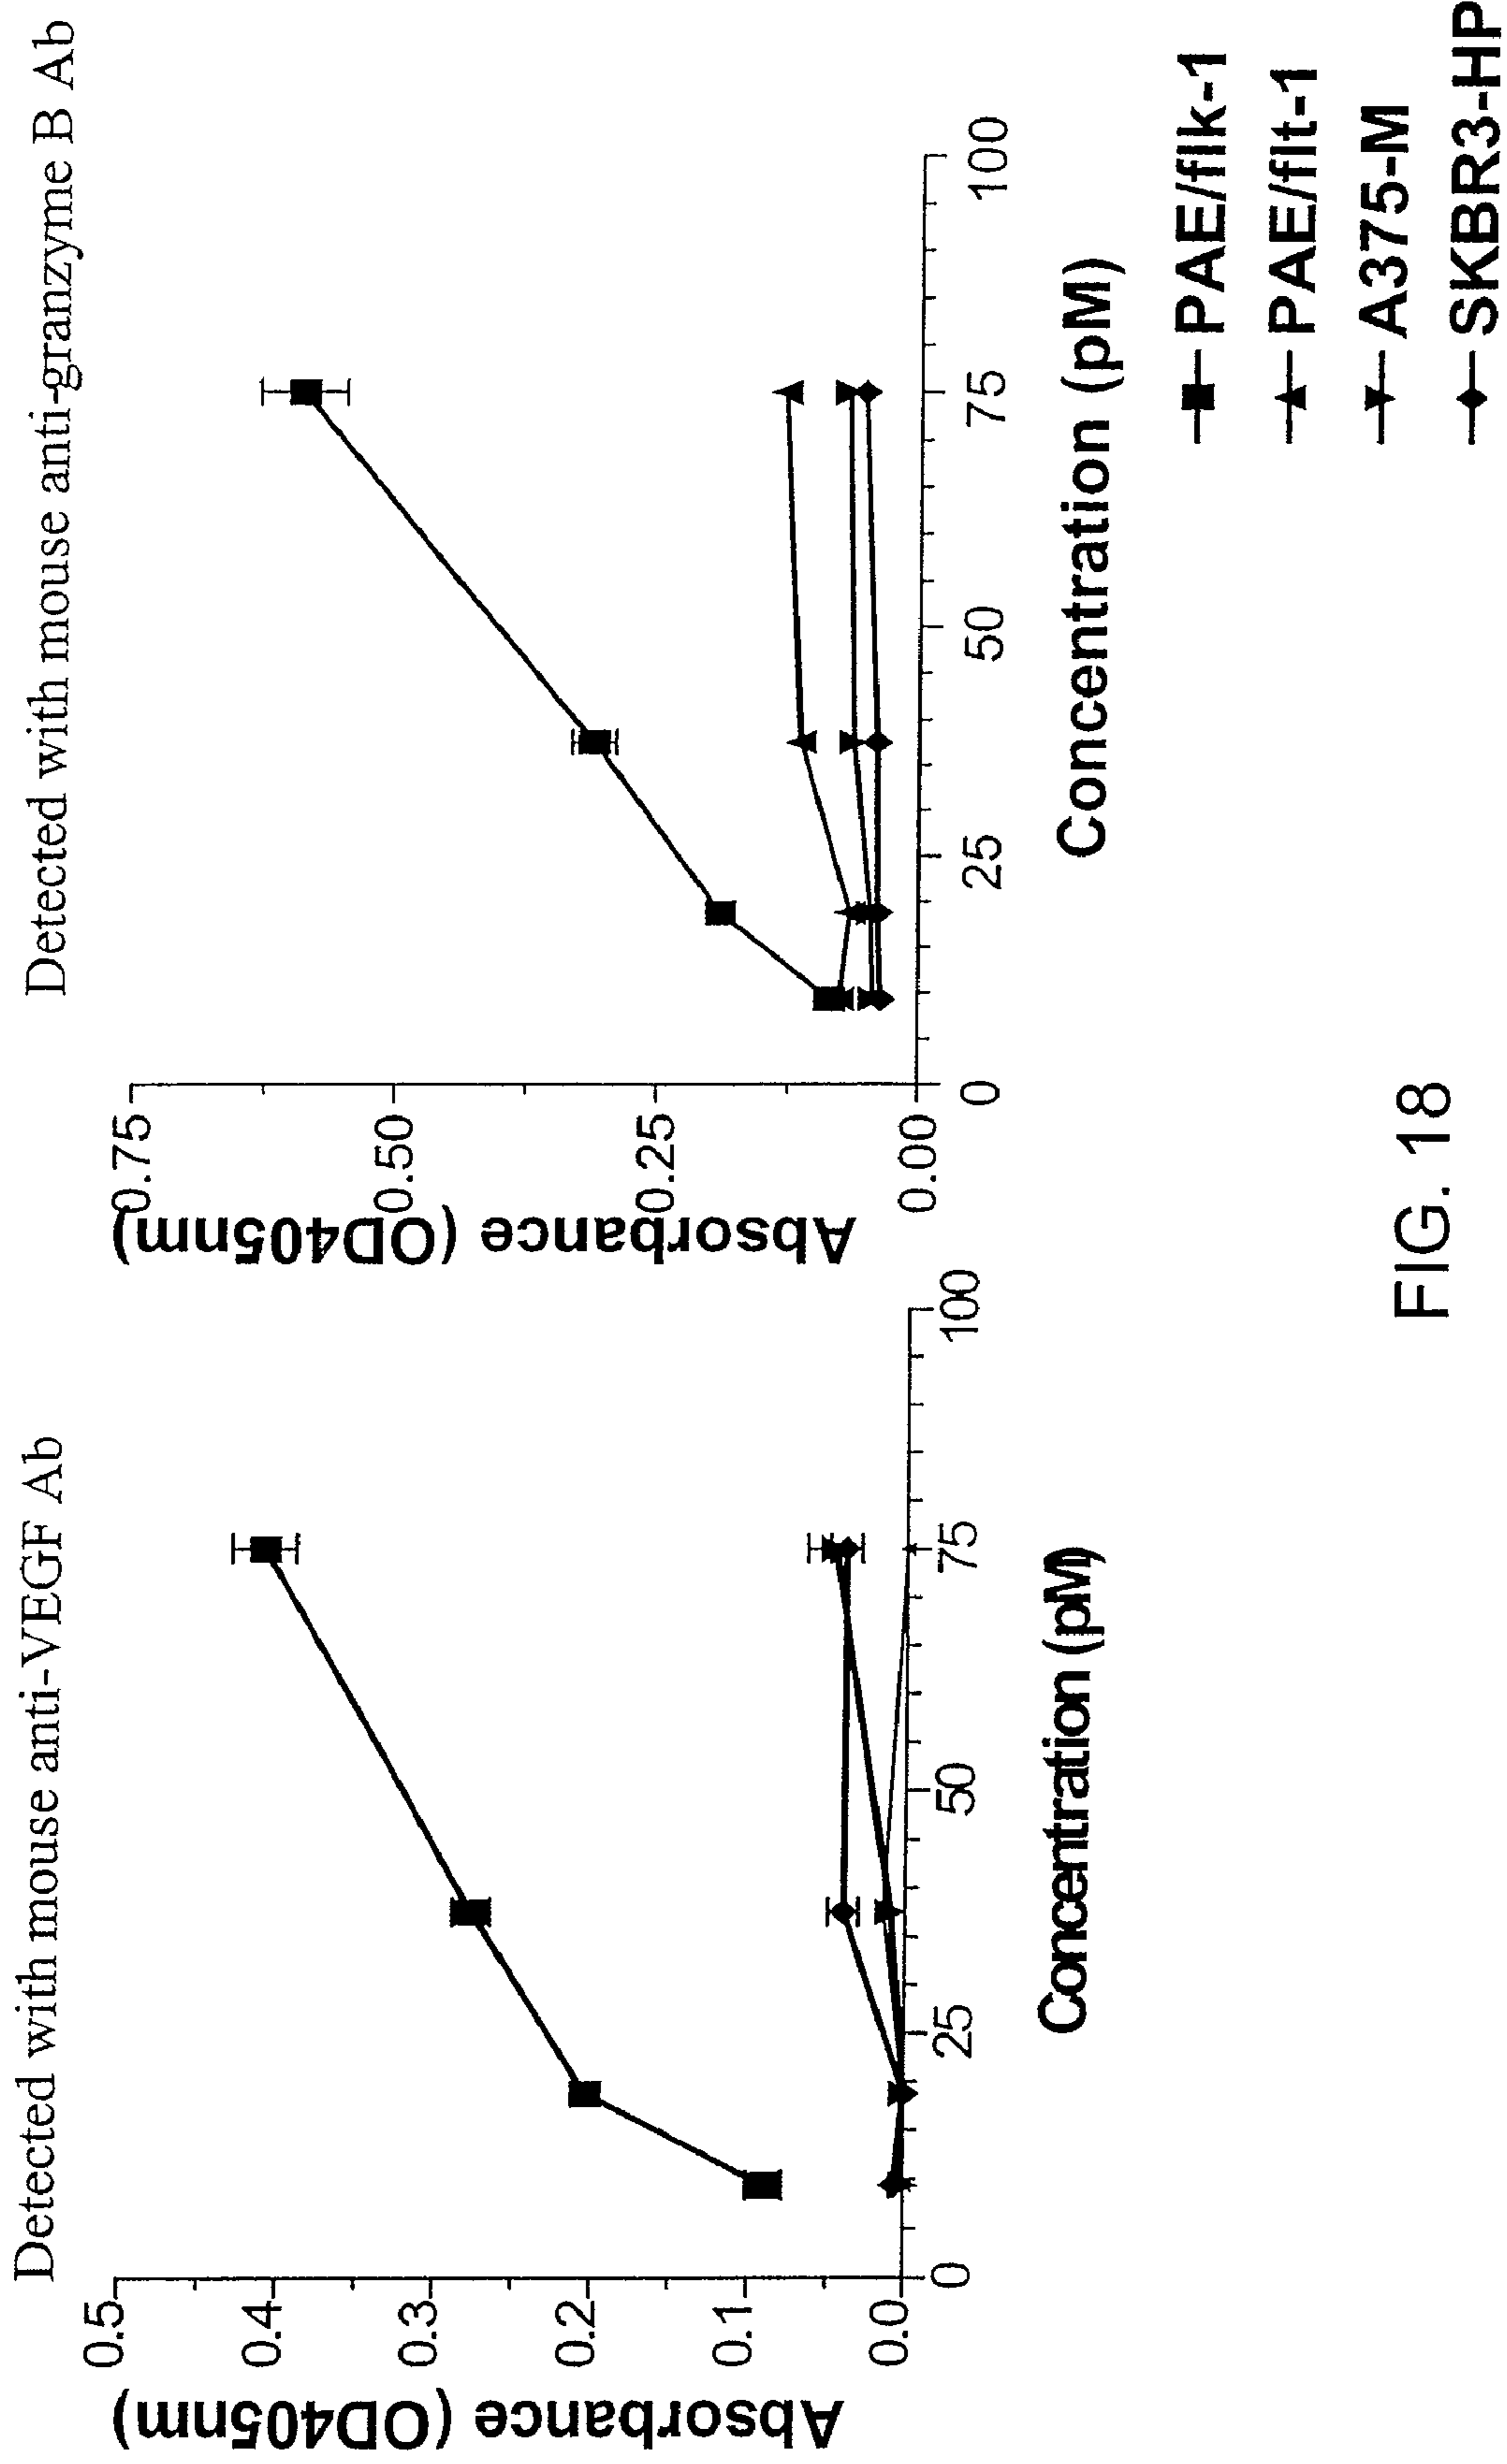 Detected with mouse anti-VEGF Ab
Absorbance (OD405nm)
0.5
0.4
0.3
0.2
0.1
0.0
0
25
50
75
100
Concentration (pM)
Detected with mouse anti-granzyme B Ab
Absorbance (OD405nm)
0.75
0.50
0.25
0.00
0
25
50
75
100
Concentration (pM)
PAE/flk-1
PAE/flt-1
A375-M
SKBR3-HP
FIG. 18